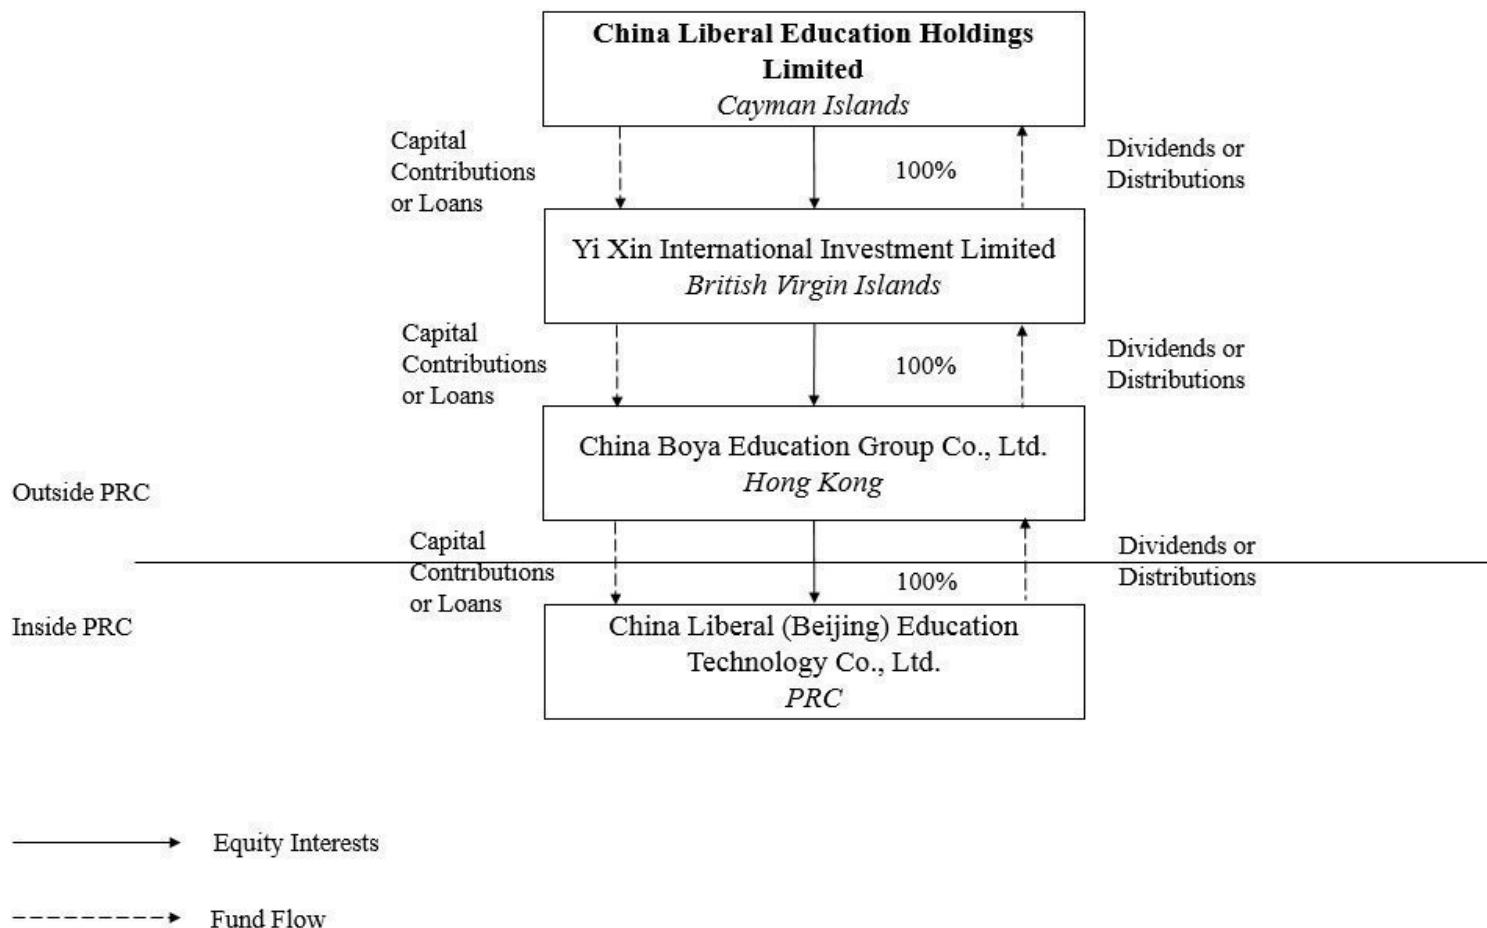 China Liberal Education Holdings
Limited
Cayman Islands
Capital
Contributions
or Loans
100%
Dividends or
Distributions
Yi Xin International Investment Limited
British Virgin Islands
Capital
Contributions
or Loans
100%
Dividends or
Distributions
China Boya Education Group Co., Ltd.
Hong Kong
Outside PRC
Capital
Contributions
or Loans
100%
Dividends or
Distributions
Inside PRC
China Liberal (Beijing) Education
Technology Co., Ltd.
PRC
Equity Interests
Fund Flow